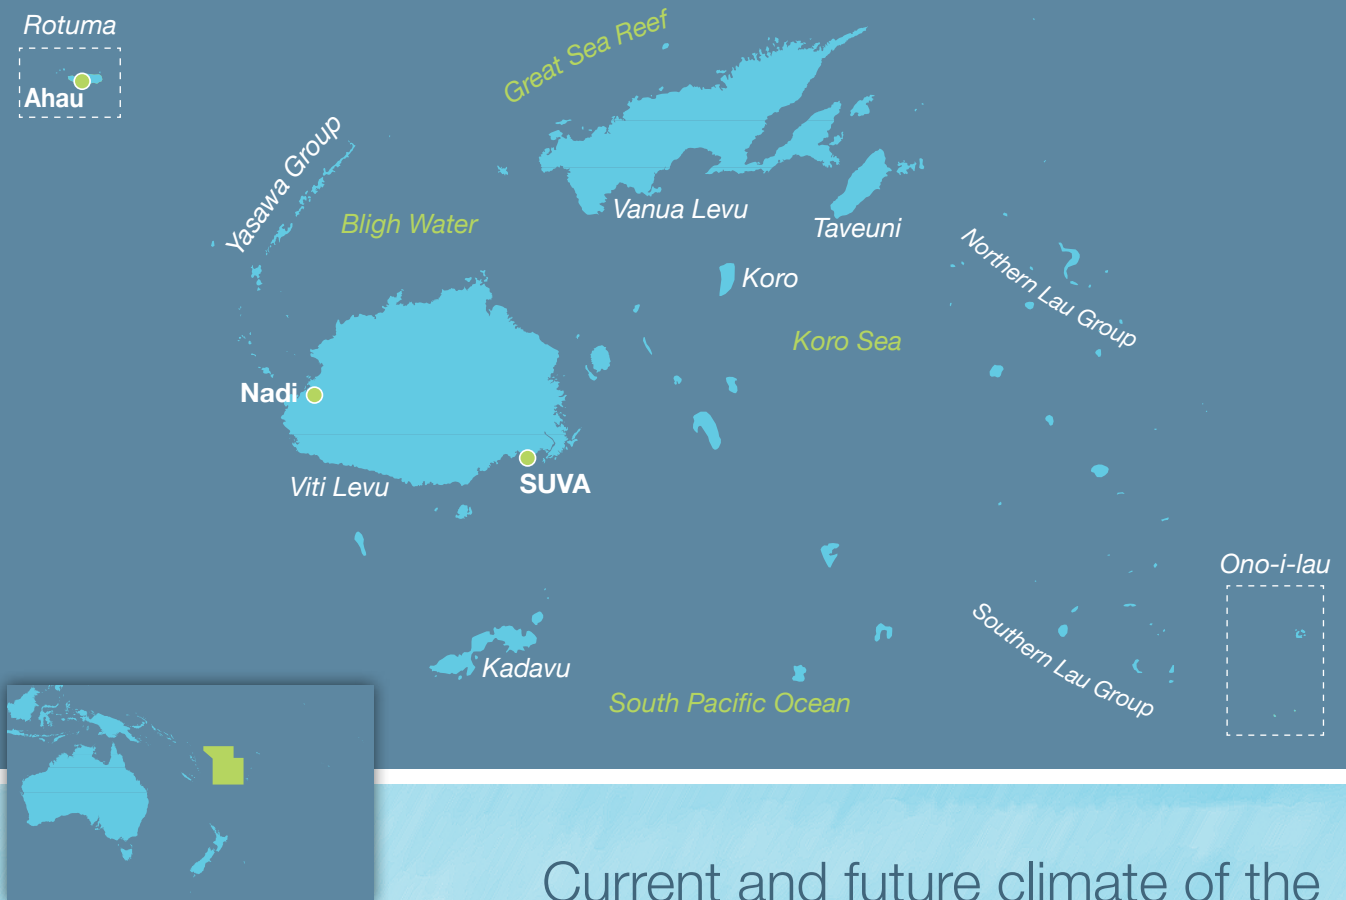 Rotuma
Ahau
Great Sea Reef
Yasawa Group
Bligh Water
Vanua Levu
Taveuni
Northern Lau Group
Koro
Koro Sea
Nadi
SUVA
Viti Levu
Ono-i-lau
Southern Lau Group
Kadavu
South Pacific Ocean
Current and future climate of the